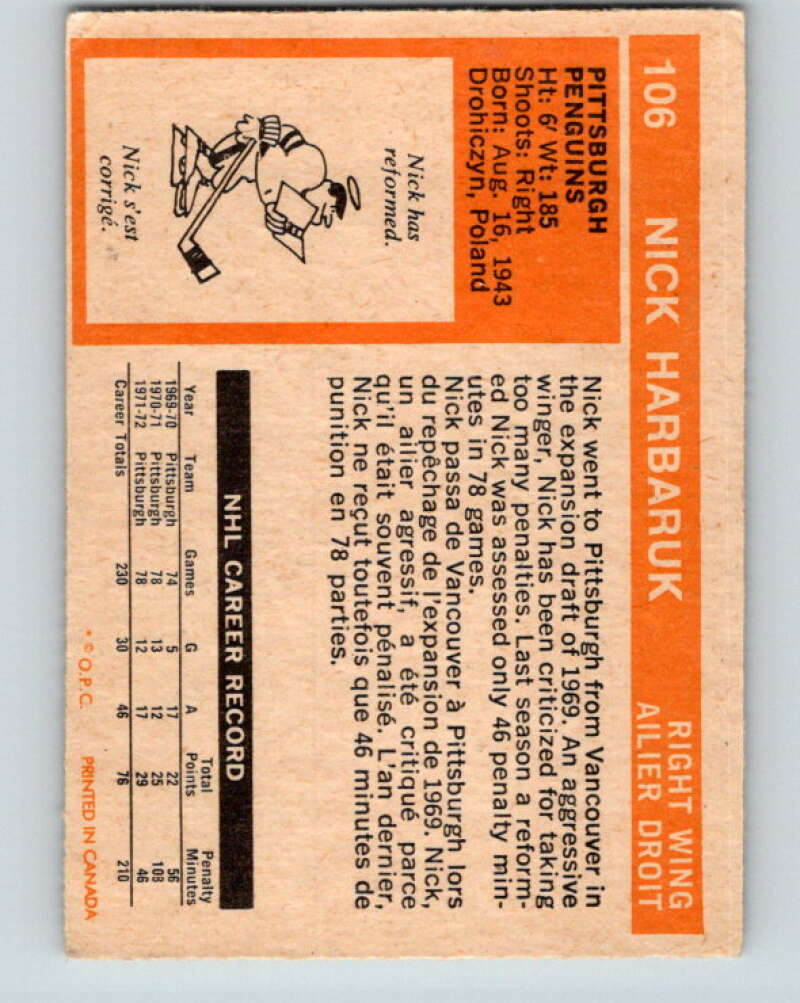 106 NICK HARBARUK
RIGHT WING
AILIER DROIT
PITTSBURGH
PENGUINS
Ht: 6' Wt: 185
Shoots: Right
Born: Aug. 16, 1943
Drohiczyn, Poland
Nick has
reformed.
Nick s'est
corrigé.
Nick went to Pittsburgh from Vancouver in
the expansion draft of 1969. An aggressive
winger, Nick has been criticized for taking
too many penalties. Last season a reform-
ed Nick was assessed only 46 penalty min-
utes in 78 games.
Nick passa de Vancouver à Pittsburgh lors
du repêchage de l'expansion de 1969. Nick,
un ailier agressif, a été critiqué parce
qu'il était souvent pénalisé. L'an dernier,
Nick ne reçut toutefois que 46 minutes de
punition en 78 parties.
NHL CAREER RECORD
Year Team Games G A Total Points Penalty Minutes
1969-70 Pittsburgh 74 5 17 22 56
1970-71 Pittsburgh 78 13 12 25 108
1971-72 Pittsburgh 78 12 17 29 46
Career Totals 230 30 46 76 210
* © O.P.C. PRINTED IN CANADA